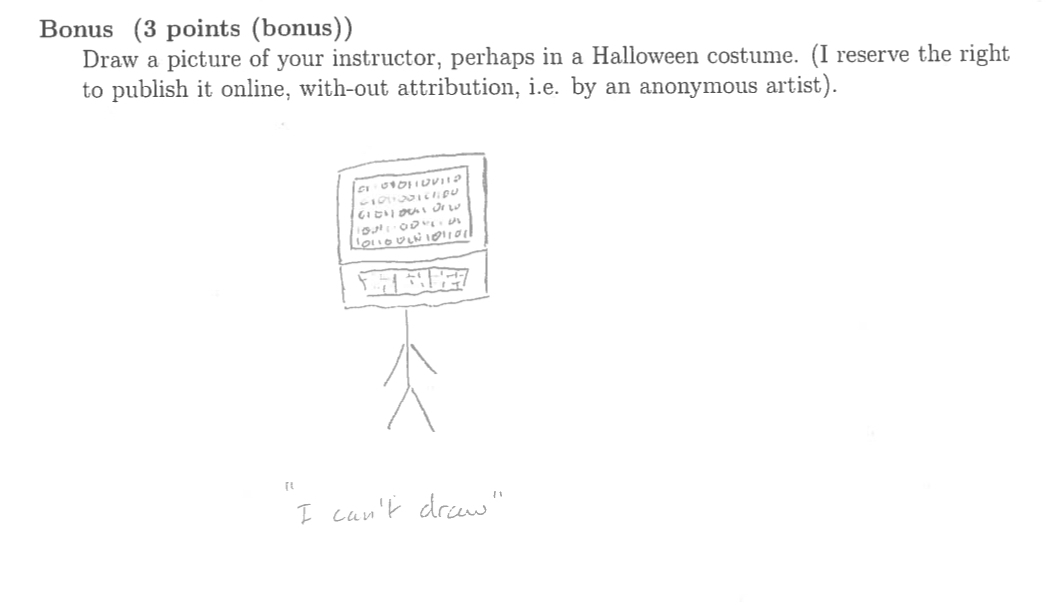 Bonus (3 points (bonus))
Draw a picture of your instructor, perhaps in a Halloween costume. (I reserve the right
to publish it online, with-out attribution, i.e. by an anonymous artist).
"I can't draw"